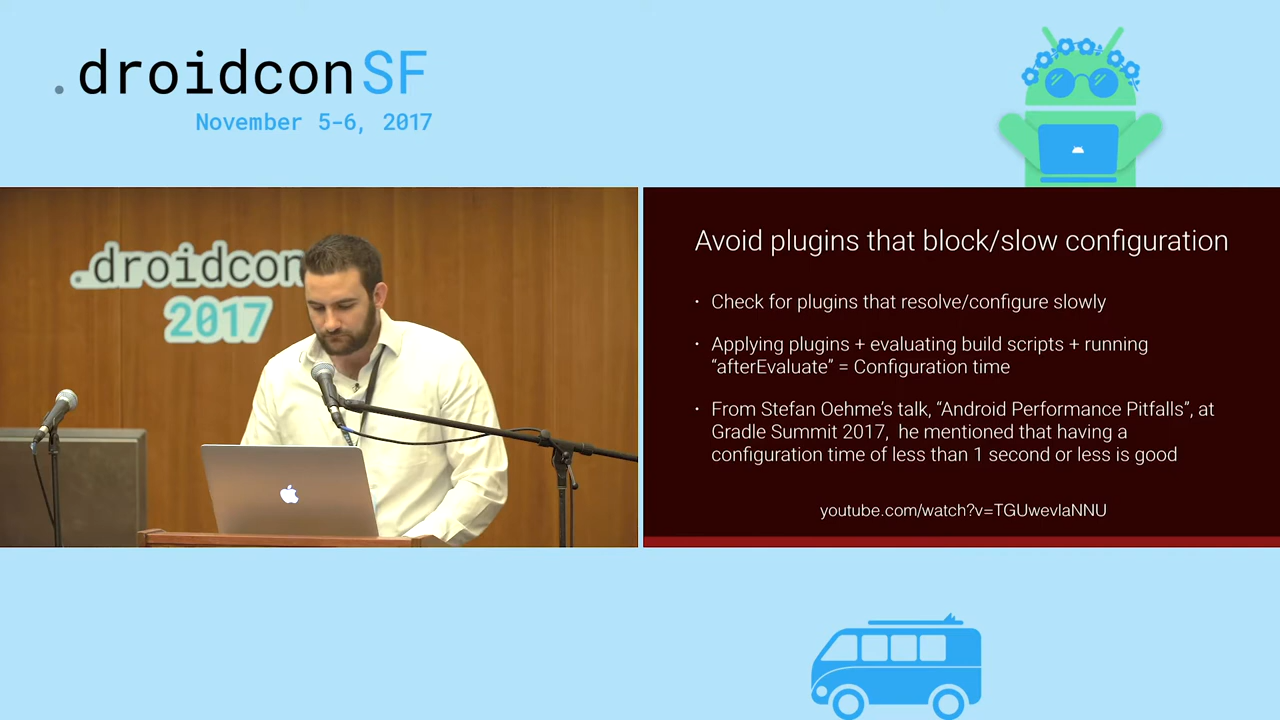 .droidconSF
November 5-6, 2017
.droidcon
2017
Avoid plugins that block/slow configuration
• Check for plugins that resolve/configure slowly
• Applying plugins + evaluating build scripts + running
“afterEvaluate” = Configuration time
• From Stefan Oehme’s talk, “Android Performance Pitfalls”, at
Gradle Summit 2017, he mentioned that having a
configuration time of less than 1 second or less is good
youtube.com/watch?v=TGUwevlaNNU